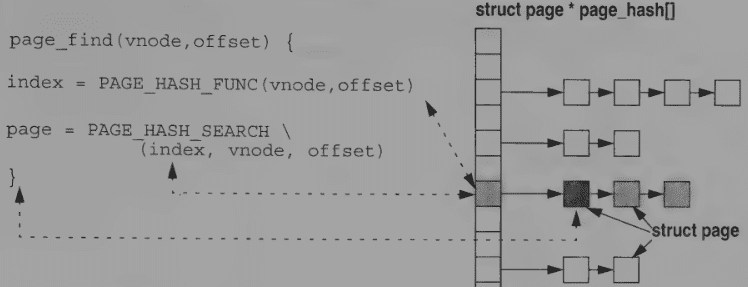 struct page * page_hash[]
page_find(vnode,offset) {
index = PAGE_HASH_FUNC(vnode,offset)
page = PAGE_HASH_SEARCH \
(index, vnode, offset)
}
struct page